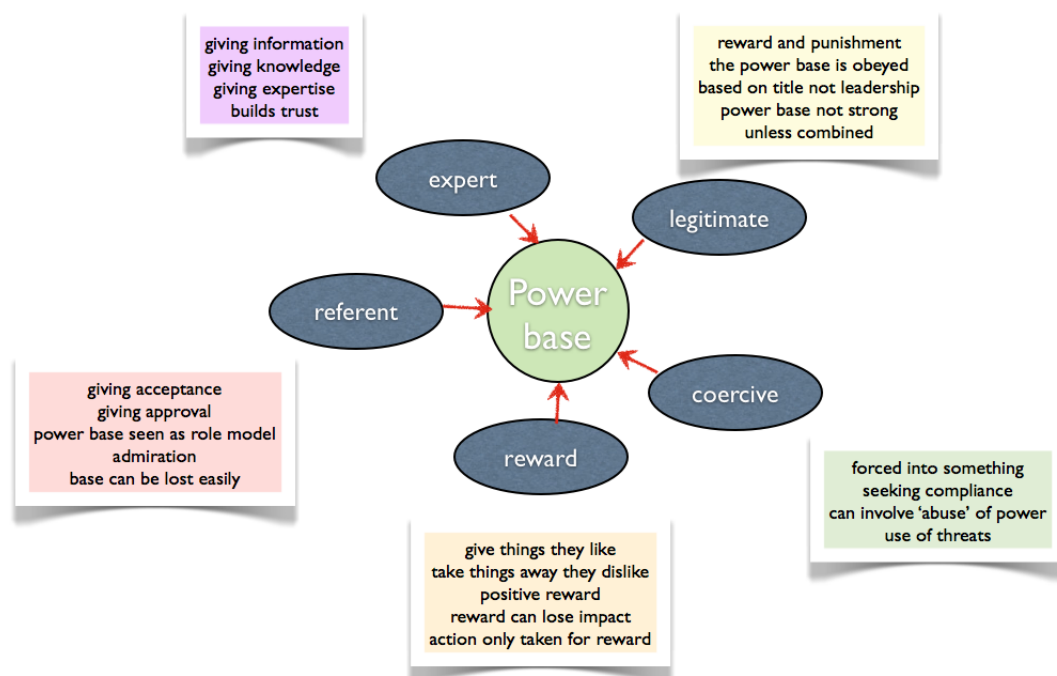 giving information
giving knowledge
giving expertise
builds trust
reward and punishment
the power base is obeyed
based on title not leadership
power base not strong
unless combined
expert
legitimate
Power
base
referent
coercive
reward
giving acceptance
giving approval
power base seen as role model
admiration
base can be lost easily
forced into something
seeking compliance
can involve ‘abuse’ of power
use of threats
give things they like
take things away they dislike
positive reward
reward can lose impact
action only taken for reward